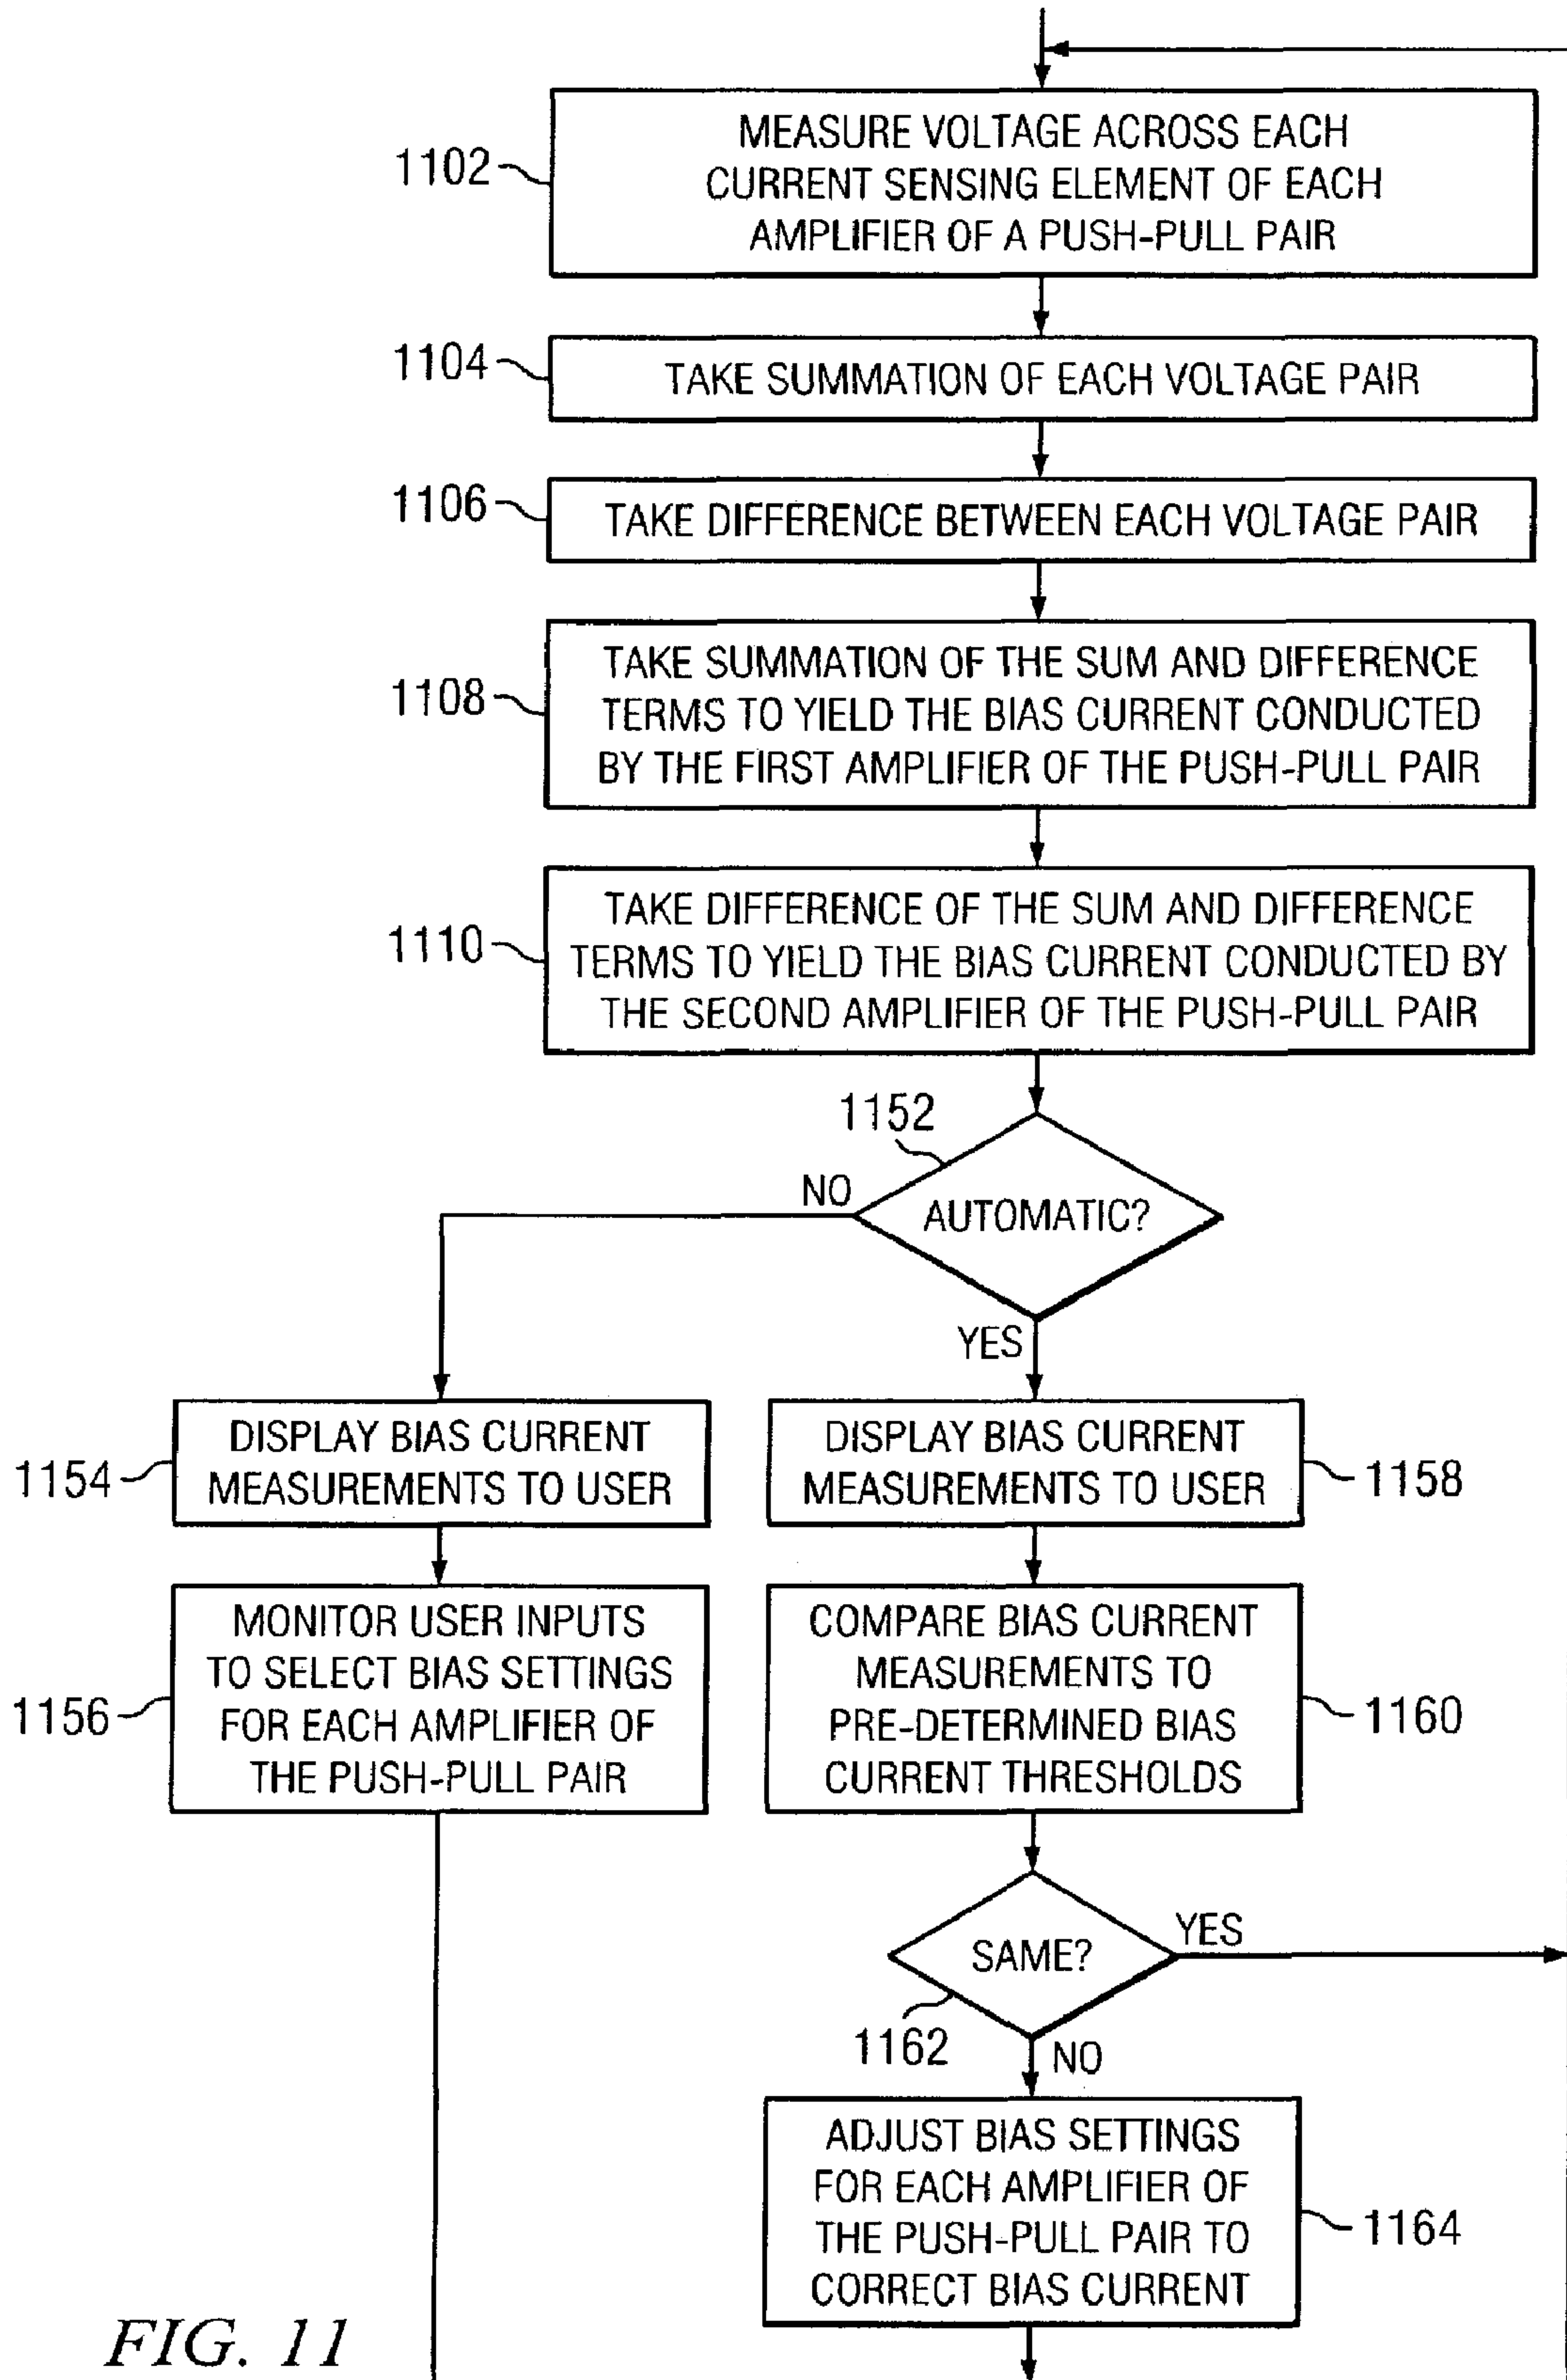 1102
MEASURE VOLTAGE ACROSS EACH
CURRENT SENSING ELEMENT OF EACH
AMPLIFIER OF A PUSH-PULL PAIR
1104
TAKE SUMMATION OF EACH VOLTAGE PAIR
1106
TAKE DIFFERENCE BETWEEN EACH VOLTAGE PAIR
1108
TAKE SUMMATION OF THE SUM AND DIFFERENCE
TERMS TO YIELD THE BIAS CURRENT CONDUCTED
BY THE FIRST AMPLIFIER OF THE PUSH-PULL PAIR
1110
TAKE DIFFERENCE OF THE SUM AND DIFFERENCE
TERMS TO YIELD THE BIAS CURRENT CONDUCTED BY
THE SECOND AMPLIFIER OF THE PUSH-PULL PAIR
1152
NO
AUTOMATIC?
YES
1154
DISPLAY BIAS CURRENT
MEASUREMENTS TO USER
DISPLAY BIAS CURRENT
MEASUREMENTS TO USER
1158
1156
MONITOR USER INPUTS
TO SELECT BIAS SETTINGS
FOR EACH AMPLIFIER OF
THE PUSH-PULL PAIR
COMPARE BIAS CURRENT
MEASUREMENTS TO
PRE-DETERMINED BIAS
CURRENT THRESHOLDS
1160
SAME?
YES
1162
NO
ADJUST BIAS SETTINGS
FOR EACH AMPLIFIER OF
THE PUSH-PULL PAIR TO
CORRECT BIAS CURRENT
1164
FIG. 11